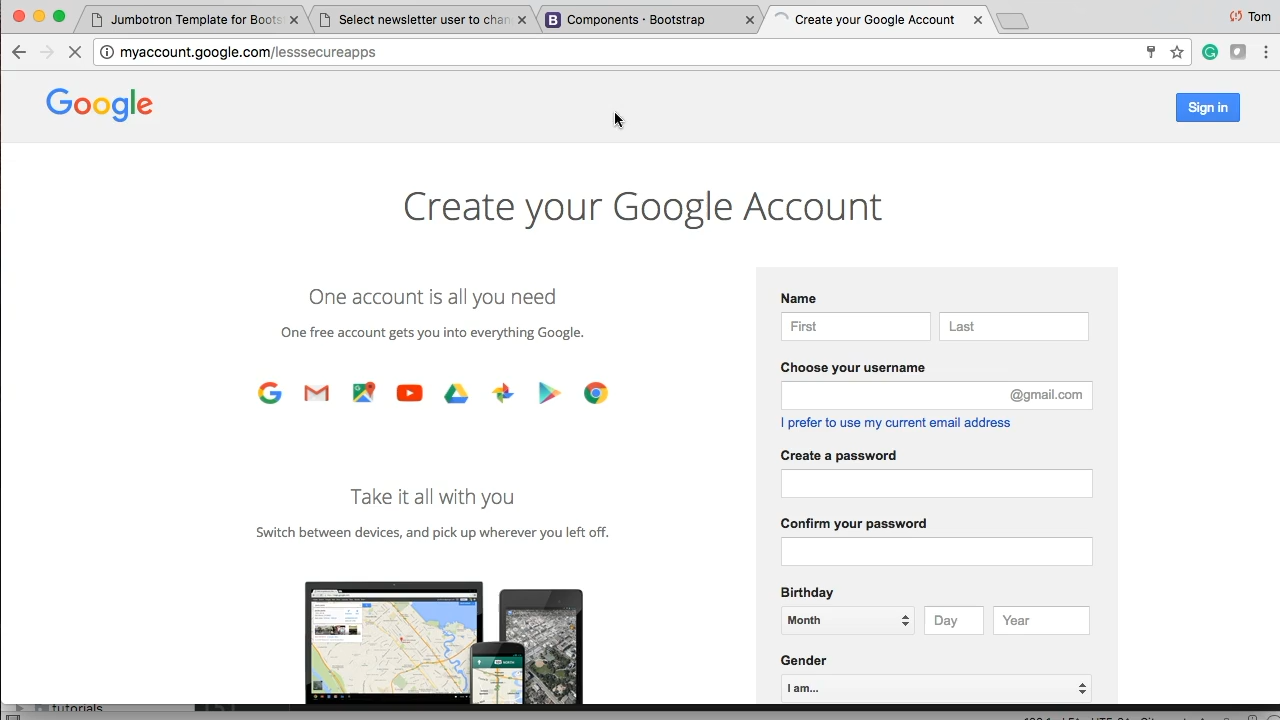 Jumbotron Template for Boots
Select newsletter user to chan
Components · Bootstrap
Create your Google Account
Tom
myaccount.google.com/lesssecureapps
Google
Sign in
Create your Google Account
One account is all you need
One free account gets you into everything Google.
Take it all with you
Switch between devices, and pick up wherever you left off.
Name
First
Last
Choose your username
@gmail.com
I prefer to use my current email address
Create a password
Confirm your password
Birthday
Month
Day
Year
Gender
I am...
tutorials